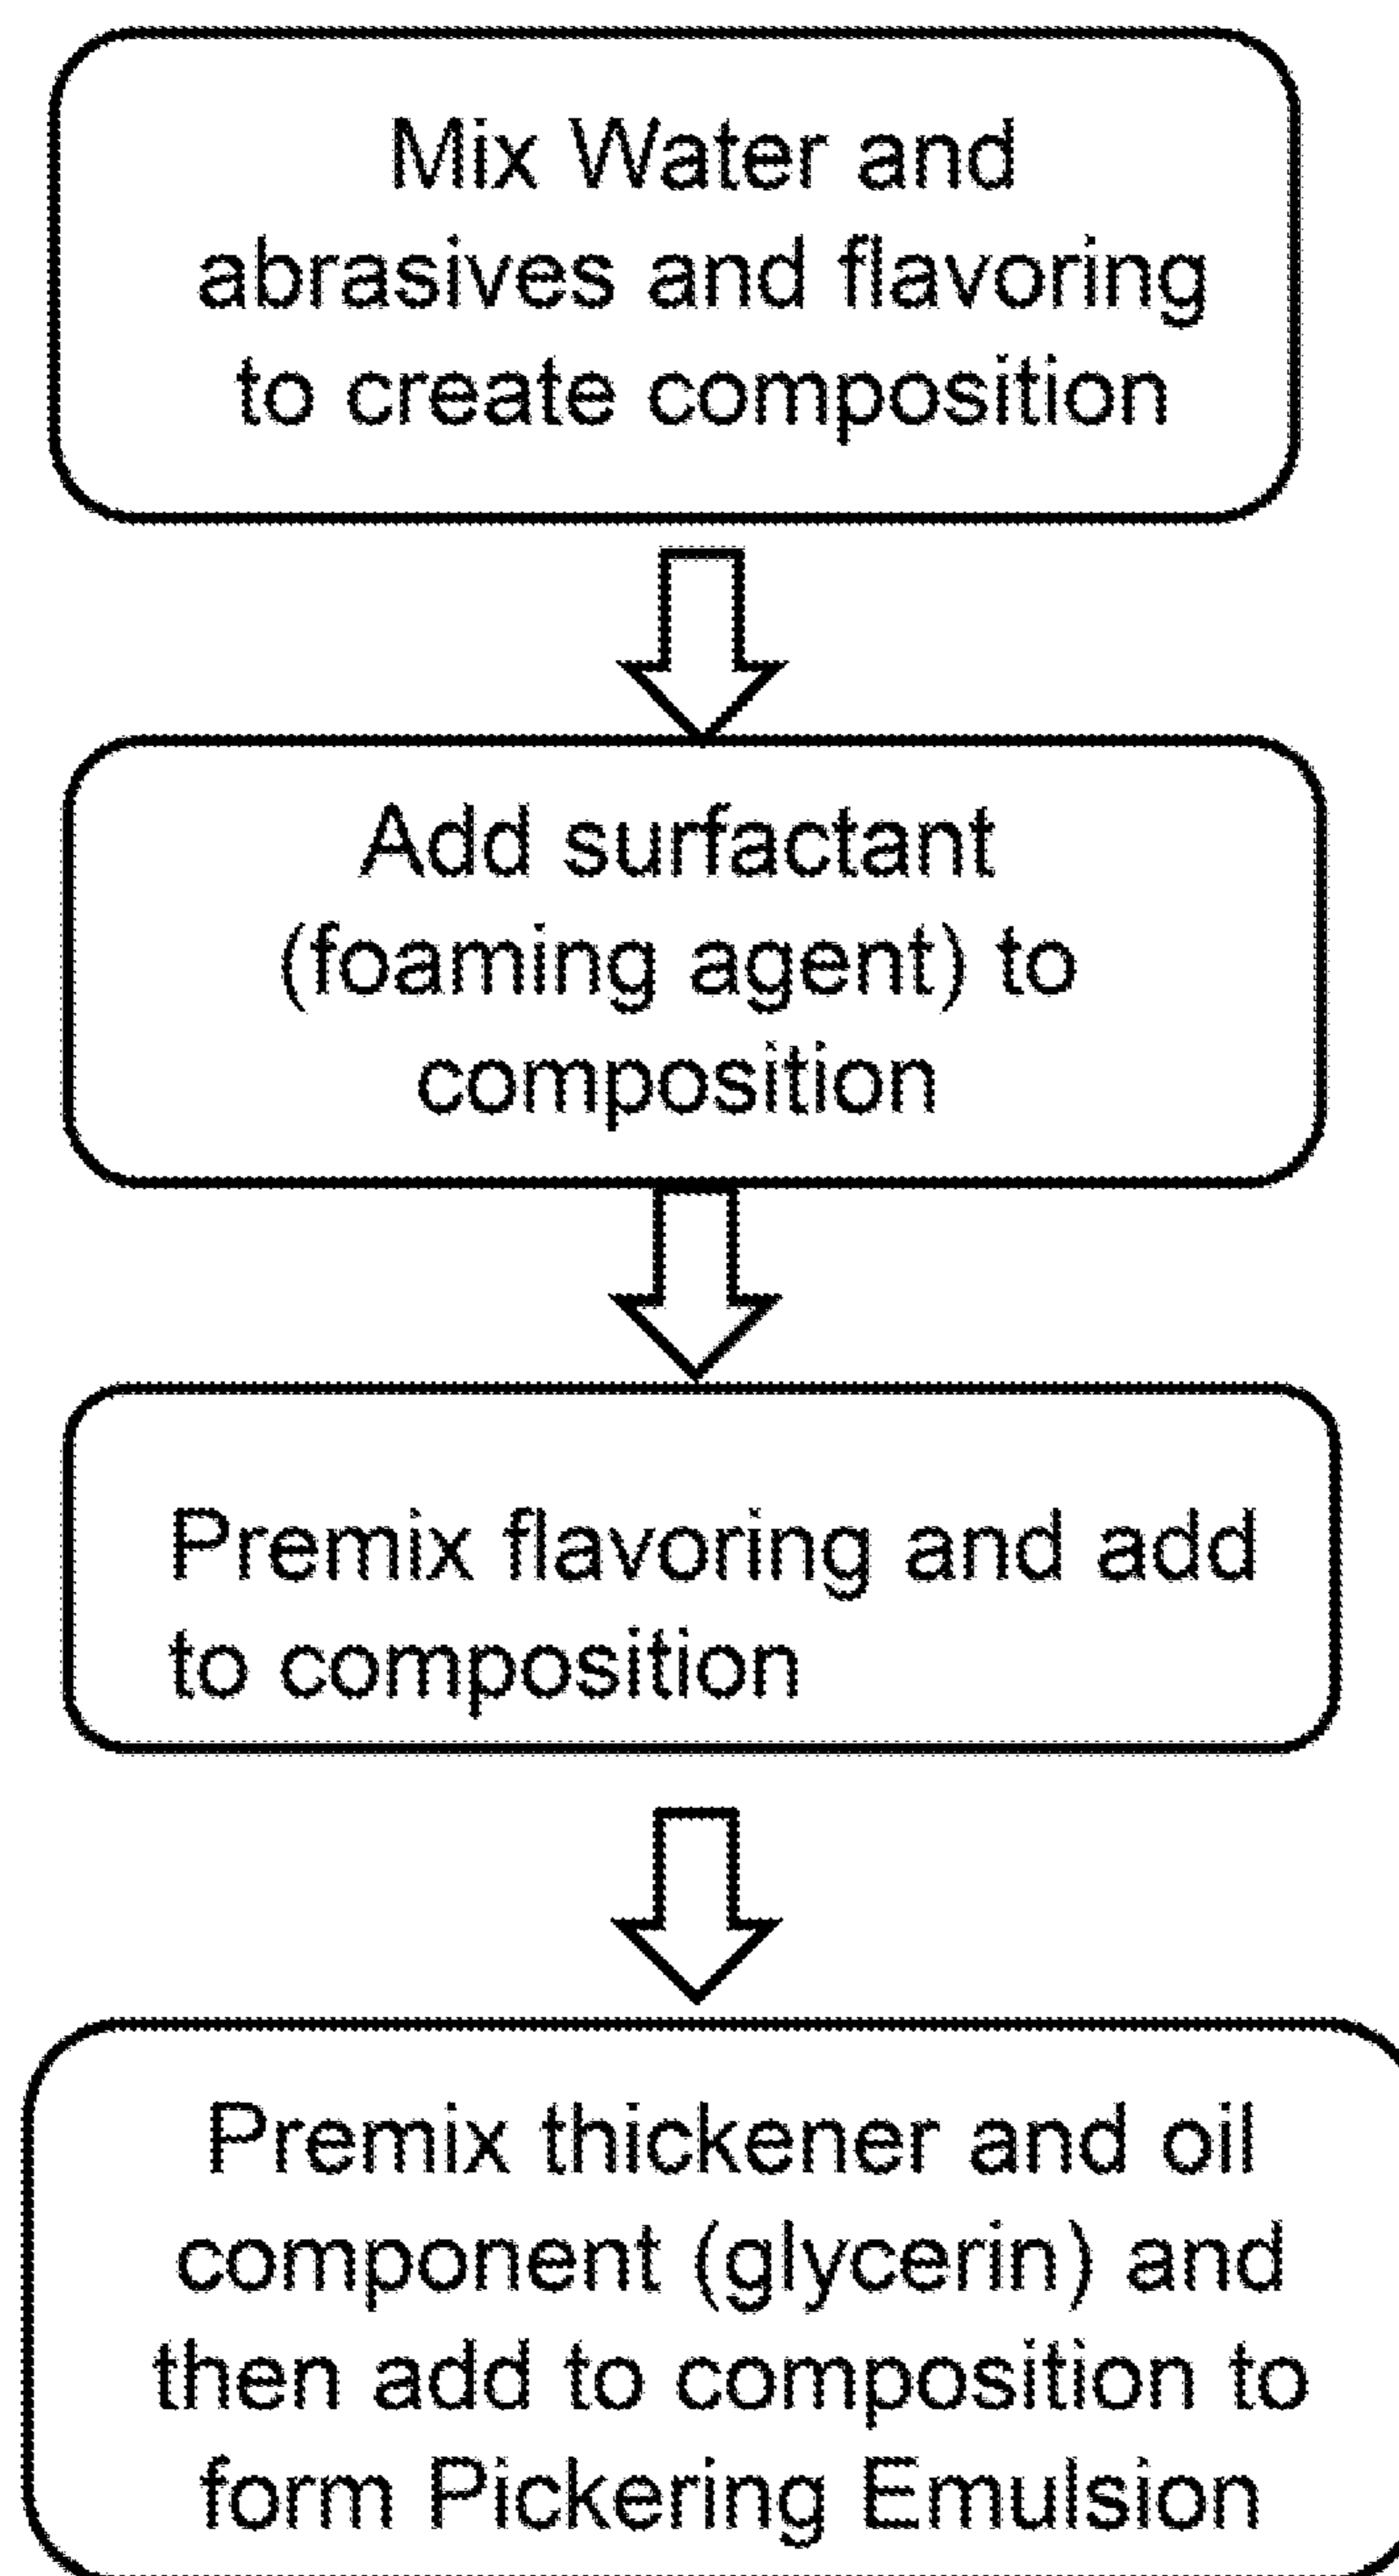 Mix Water and
abrasives and flavoring
to create composition
Add surfactant
(foaming agent) to
composition
Premix flavoring and add
to composition
Premix thickener and oil
component (glycerin) and
then add to composition to
form Pickering Emulsion